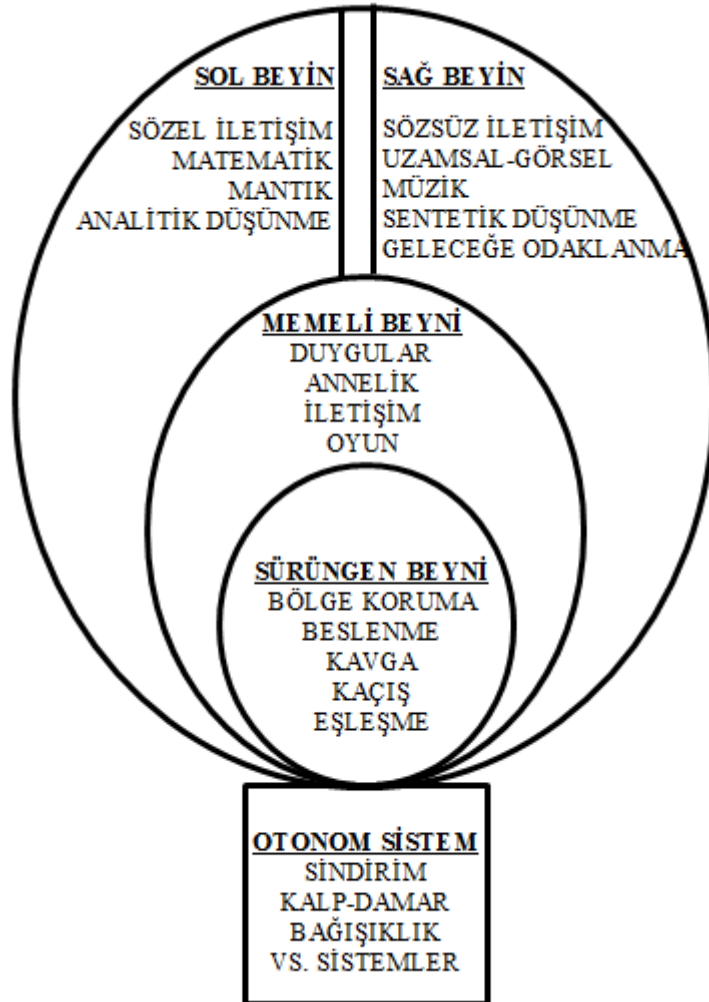 SOL BEYİN
SÖZEL İLETİŞİM
MATEMATİK
MANTIK
ANALİTİK DÜŞÜNME
SAĞ BEYİN
SÖZSÜZ İLETİŞİM
UZAMSAL-GÖRSEL
MÜZİK
SENTETİK DÜŞÜNME
GELECEĞE ODAKLANMA
MEMELİ BEYNİ
DUYGULAR
ANNELİK
İLETİŞİM
OYUN
SÜRÜNGEN BEYNİ
BÖLGE KORUMA
BESLENME
KAVGA
KAÇIŞ
EŞLEŞME
OTONOM SİSTEM
SİNDİRİM
KALP-DAMAR
BAĞIŞIKLIK
VS. SİSTEMLER